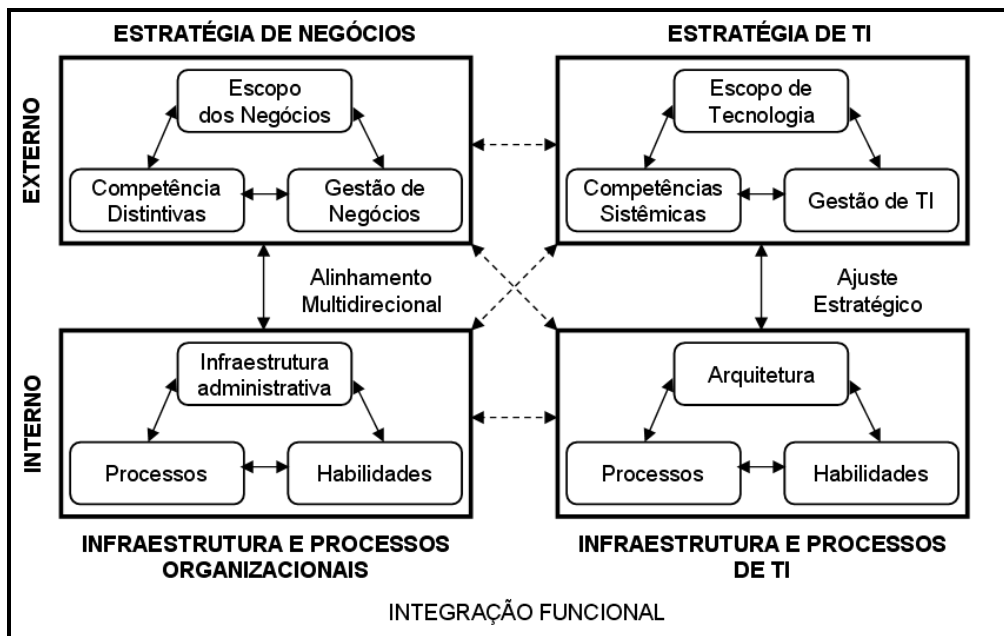 ESTRATÉGIA DE NEGÓCIOS
ESTRATÉGIA DE TI
EXTERNO
Escopo
dos Negócios
Competência
Distintivas
Gestão de
Negócios
Escopo de
Tecnologia
Competências
Sistêmicas
Gestão de TI
Alinhamento
Multidirecional
Ajuste
Estratégico
INTERNO
Infraestrutura
administrativa
Processos
Habilidades
Arquitetura
Processos
Habilidades
INFRAESTRUTURA E PROCESSOS
ORGANIZACIONAIS
INFRAESTRUTURA E PROCESSOS
DE TI
INTEGRAÇÃO FUNCIONAL